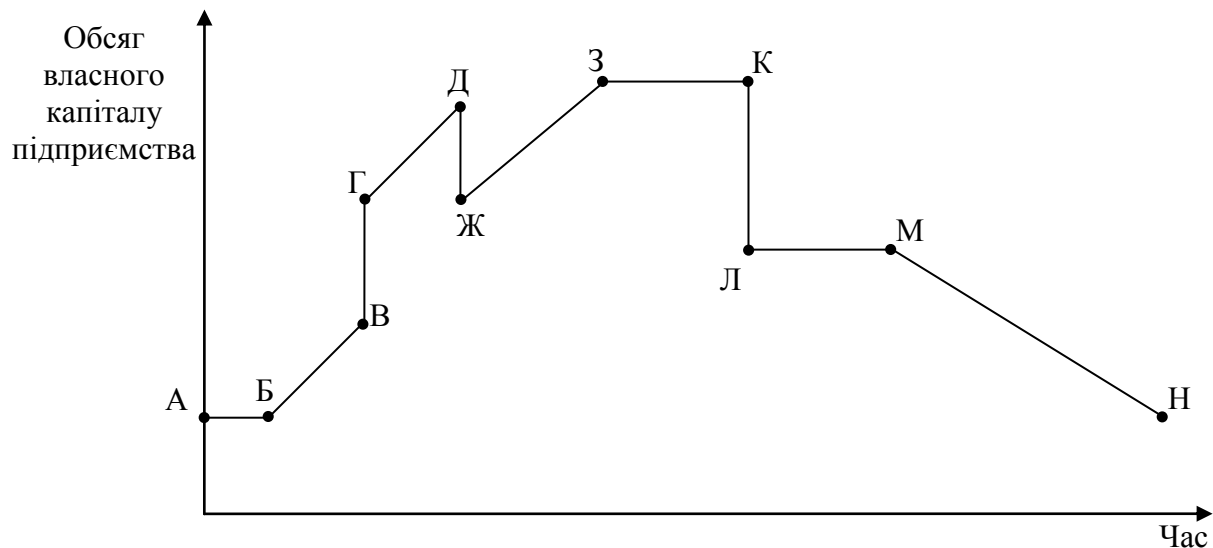 Обсяг
власного
капіталу
підприємства
А
Б
В
Г
Д
Ж
З
К
Л
М
Н
Час